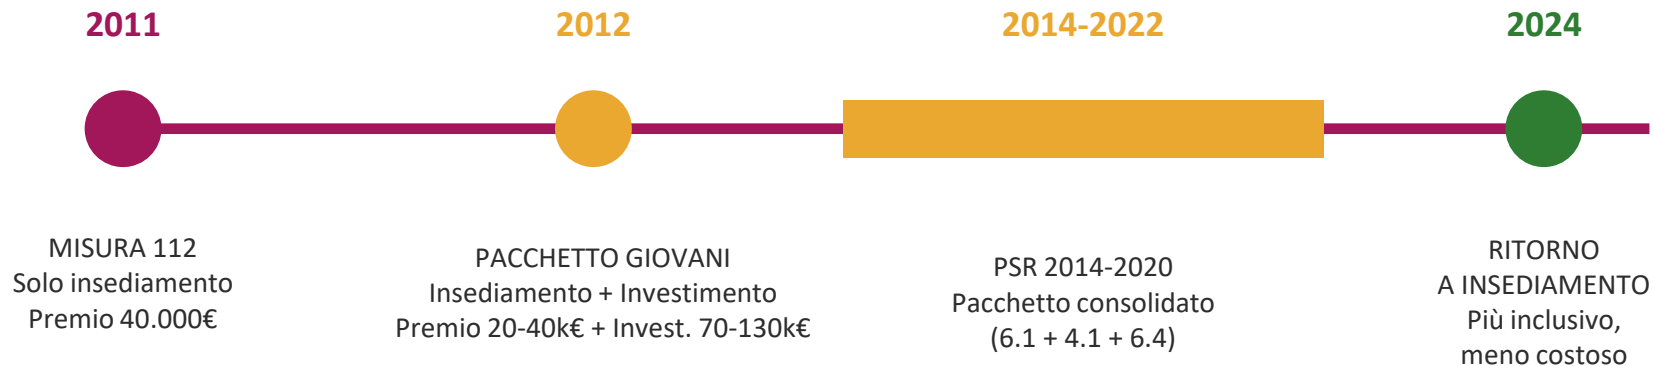 2011
MISURA 112
Solo insediamento
Premio 40.000€
2012
PACCHETTO GIOVANI
Insediamento + Investimento
Premio 20-40k€ + Invest. 70-130k€
2014-2022
PSR 2014-2020
Pacchetto consolidato
(6.1 + 4.1 + 6.4)
2024
RITORNO
A INSEDIAMENTO
Più inclusivo,
meno costoso